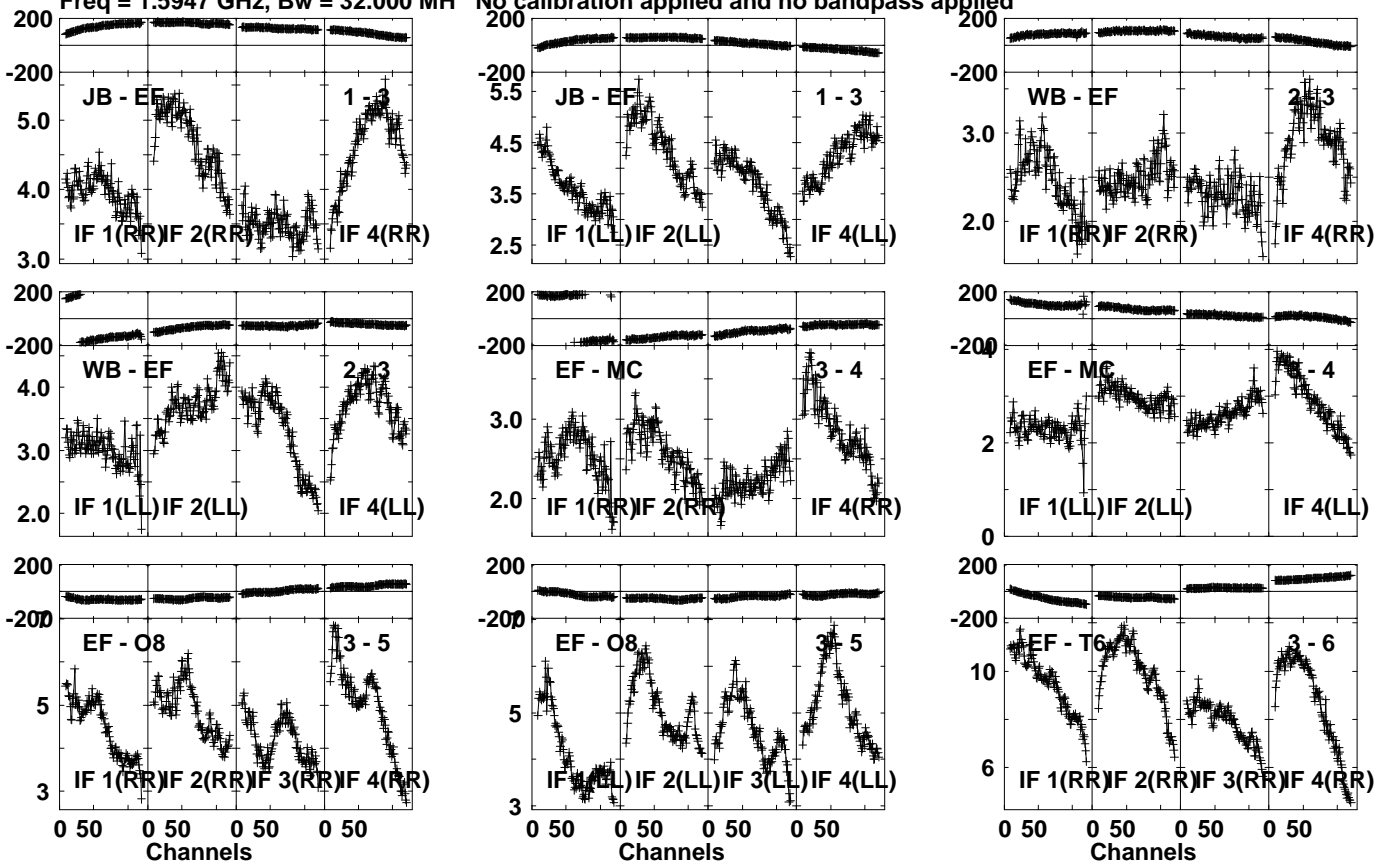 Freq = 1.5947 GHz, Bw = 32.000 MH No calibration applied and no bandpass applied
200 200 200
-200 -200 -200
JB - EF 1 - 3 JB - EF 1 - 3 WB - EF 2 - 3
5.0 4.0 3.0
5.5 4.5 3.5 2.5
3.0 2.0
IF 1(RR) IF 2(RR) IF 4(RR) IF 1(LL) IF 2(LL) IF 4(LL) IF 1(RR) IF 2(RR) IF 4(RR)
200 200 200
-200 -200 -200
WB - EF 2 - 3 EF - MC 3 - 4 EF - MC 3 - 4
4.0 3.0 2.0
3.0 2.0
4 2 0
IF 1(LL) IF 2(LL) IF 4(LL) IF 1(RR) IF 2(RR) IF 4(RR) IF 1(LL) IF 2(LL) IF 4(LL)
200 200 200
-200 -200 -200
EF - O8 3 - 5 EF - O8 3 - 5 EF - T6 3 - 6
7 5 3
7 5 3
10 6
IF 1(RR) IF 2(RR) IF 3(RR) IF 4(RR) IF 1(LL) IF 2(LL) IF 3(LL) IF 4(LL) IF 1(RR) IF 2(RR) IF 3(RR) IF 4(RR)
0 50 0 50 0 50 0 50 0 50 0 50 0 50 0 50 0 50 0 50 0 50 0 50
Channels Channels Channels